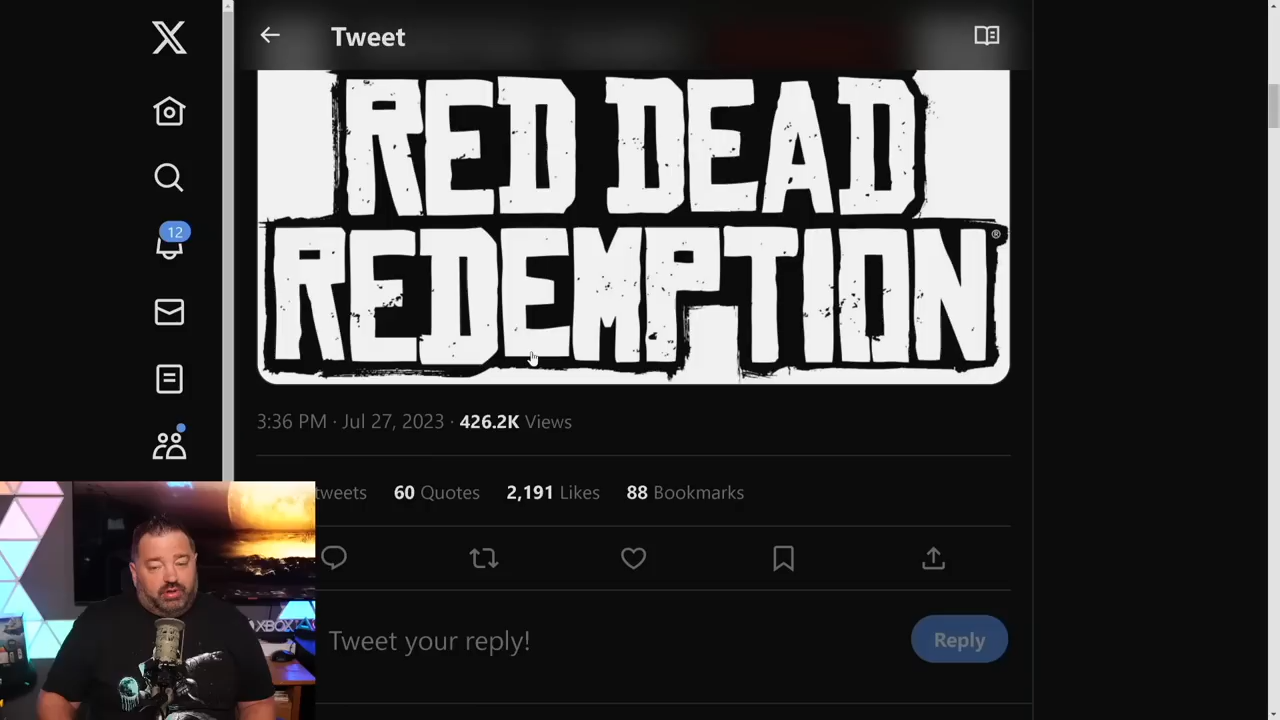 Tweet
RED DEAD
REDEMPTION
®
12
3:36 PM · Jul 27, 2023 · 426.2K Views
60 Quotes 2,191 Likes 88 Bookmarks
XBOX
Tweet your reply!
Reply